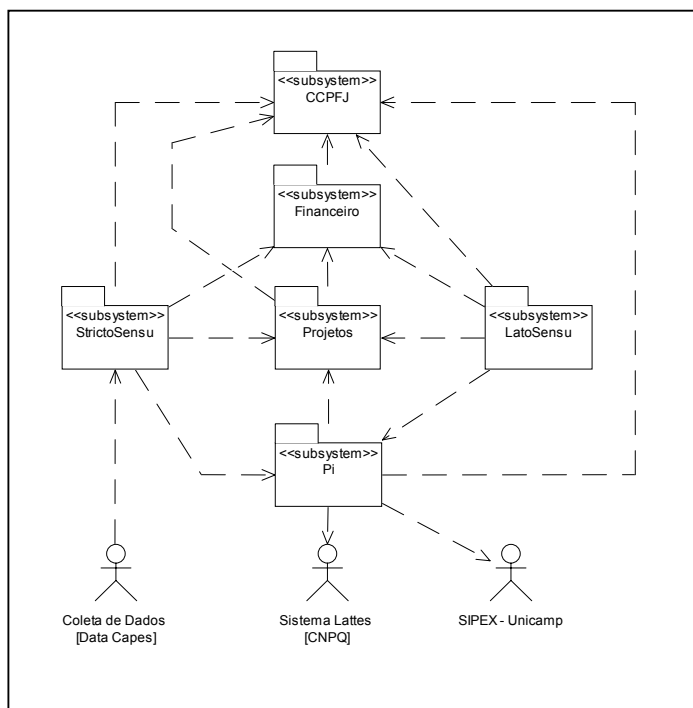 <<subsystem>>
CCPFJ
<<subsystem>>
Financeiro
<<subsystem>>
StrictoSensu
<<subsystem>>
Projetos
<<subsystem>>
LatoSensu
<<subsystem>>
Pi
Coleta de Dados
[Data Capes]
Sistema Lattes
[CNPQ]
SIPEX - Unicamp